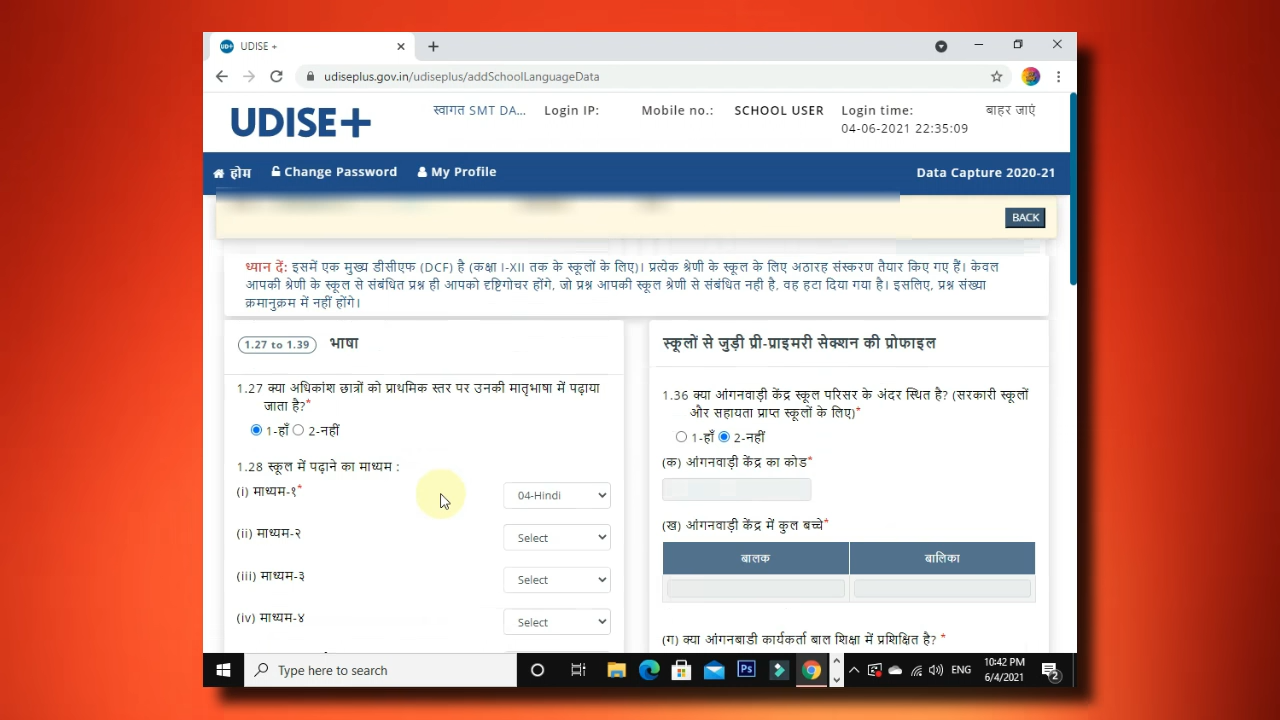 UDISE +
udiseplus.gov.in/udiseplus/addSchoolLanguageData
UDISE+ स्वागत SMT DA... Login IP: Mobile no.: SCHOOL USER Login time: बाहर जाएं
04-06-2021 22:35:09
होम Change Password My Profile Data Capture 2020-21
BACK
ध्यान दें: इसमें एक मुख्य डीसीएफ (DCF) है (कक्षा I-XII तक के स्कूलों के लिए)। प्रत्येक श्रेणी के स्कूल के लिए अठारह संस्करण तैयार किए गए हैं। केवल
आपकी श्रेणी के स्कूल से संबंधित प्रश्न ही आपको दृष्टिगोचर होंगे, जो प्रश्न आपकी स्कूल श्रेणी से संबंधित नही है, वह हटा दिया गया है। इसलिए, प्रश्न संख्या
क्रमानुक्रम में नहीं होंगे।
1.27 to 1.39 भाषा
1.27 क्या अधिकांश छात्रों को प्राथमिक स्तर पर उनकी मातृभाषा में पढ़ाया
जाता है?*
1-हाँ 2-नहीं
1.28 स्कूल में पढ़ाने का माध्यम :
(i) माध्यम-१* 04-Hindi
(ii) माध्यम-२ Select
(iii) माध्यम-३ Select
(iv) माध्यम-४ Select
स्कूलों से जुड़ी प्री-प्राइमरी सेक्शन की प्रोफाइल
1.36 क्या आंगनवाड़ी केंद्र स्कूल परिसर के अंदर स्थित है? (सरकारी स्कूलों
और सहायता प्राप्त स्कूलों के लिए)*
1-हाँ 2-नहीं
(क) आंगनवाड़ी केंद्र का कोड*
(ख) आंगनवाड़ी केंद्र में कुल बच्चे*
बालक बालिका
(ग) क्या आंगनबाडी कार्यकर्ता बाल शिक्षा में प्रशिक्षित है? *
Type here to search Ps ENG 10:42 PM
6/4/2021 2